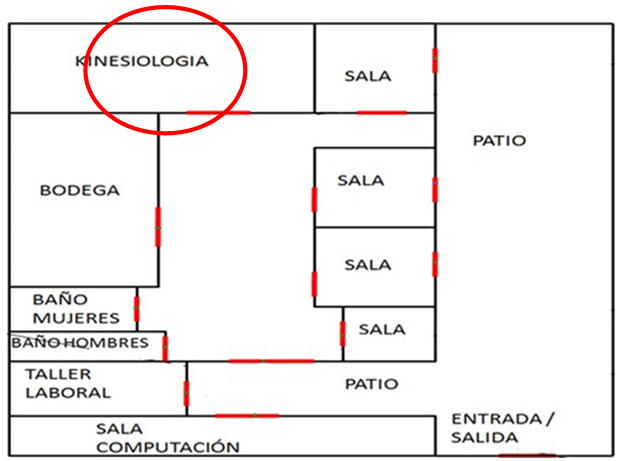 KINESIOLOGIA
SALA
PATIO
SALA
BODEGA
SALA
BAÑO
MUJERES
SALA
BAÑO HOMBRES
TALLER
LABORAL
PATIO
ENTRADA /
SALIDA
SALA
COMPUTACIÓN